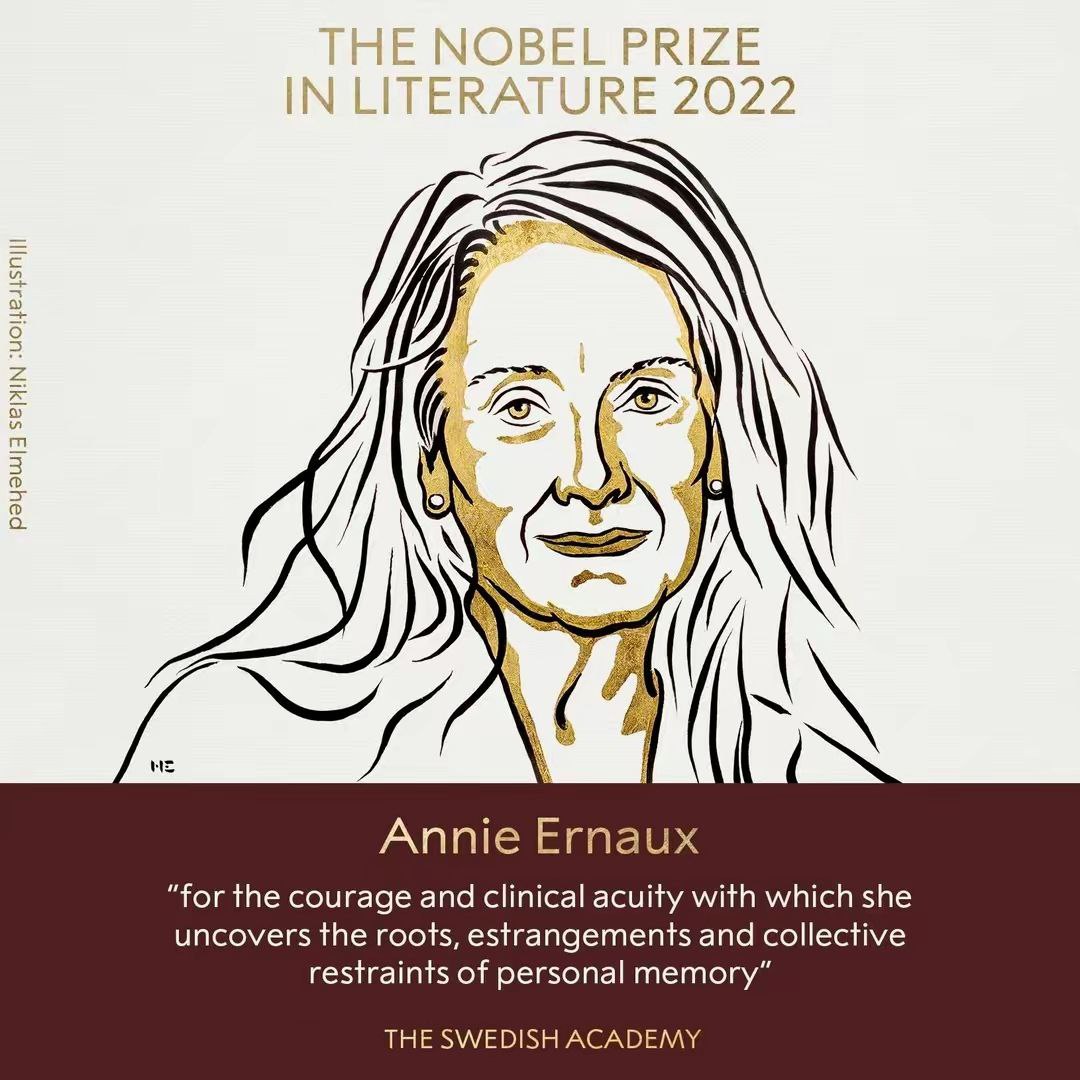 THE NOBEL PRIZE
IN LITERATURE 2022
Illustration: Niklas Elmehed
NE
Annie Ernaux
“for the courage and clinical acuity with which she
uncovers the roots, estrangements and collective
restraints of personal memory”
THE SWEDISH ACADEMY